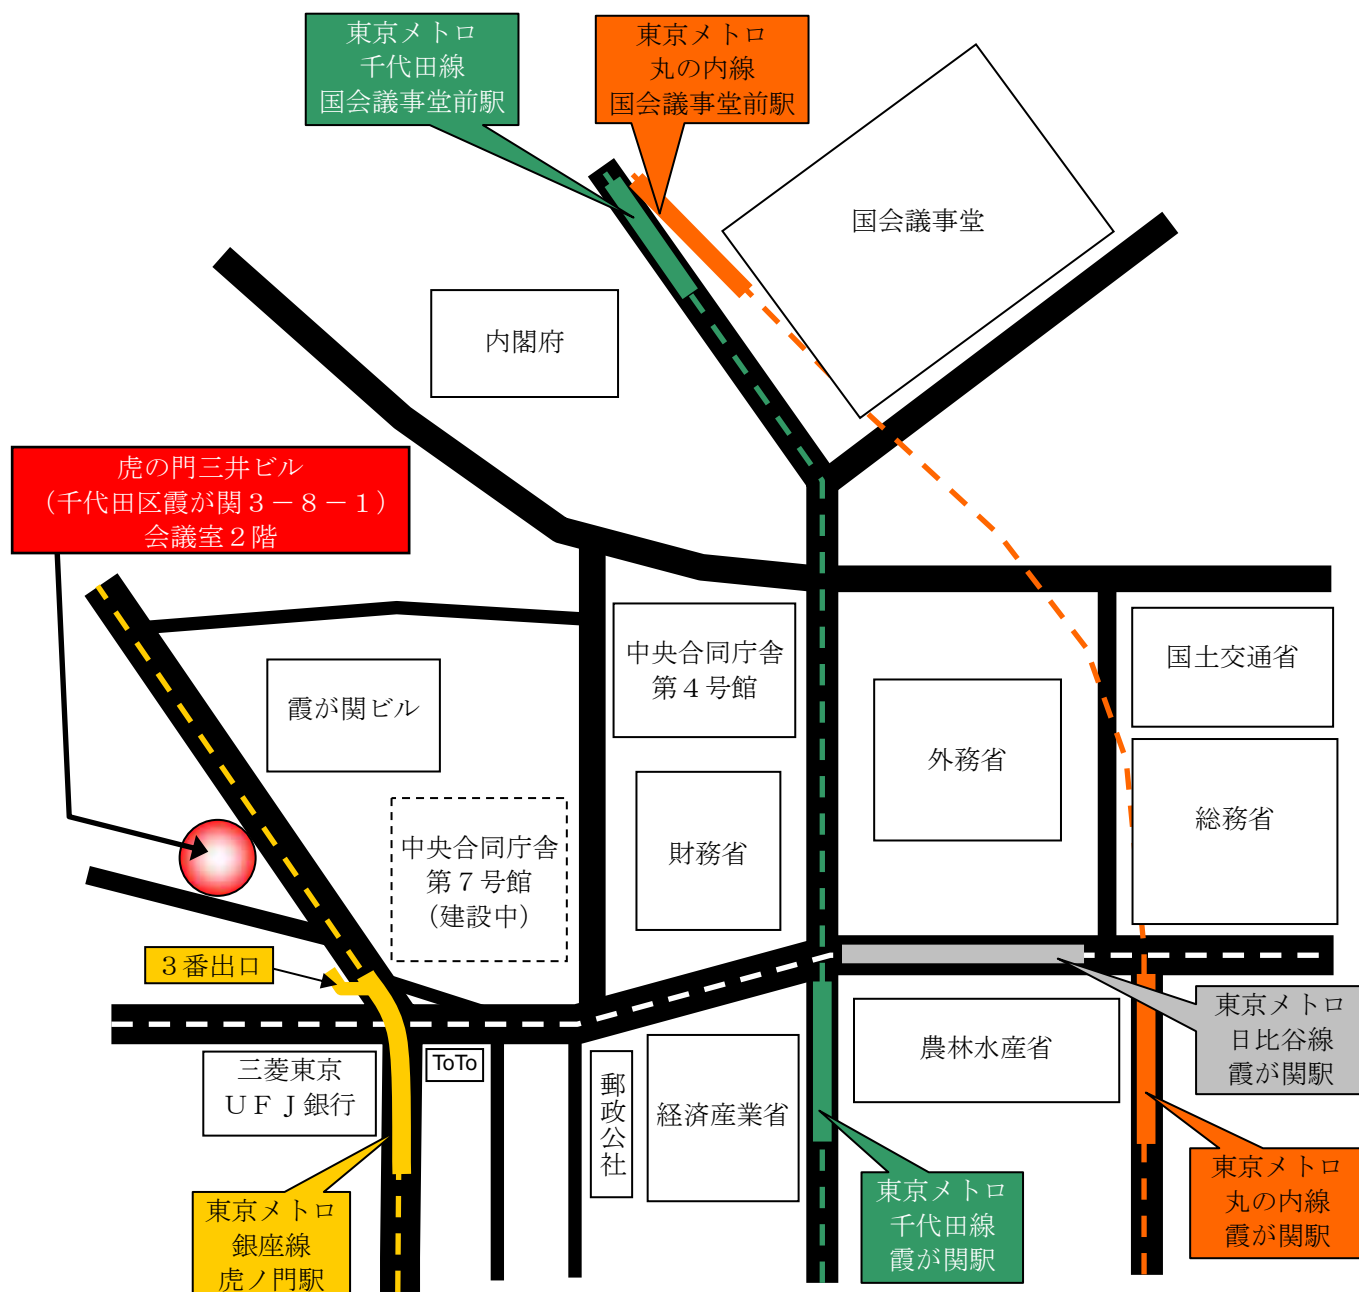 東京メトロ
千代田線
国会議事堂前駅
東京メトロ
丸の内線
国会議事堂前駅
国会議事堂
内閣府
虎の門三井ビル
（千代田区霞が関３－８－１）
会議室２階
中央合同庁舎
第４号館
国土交通省
霞が関ビル
外務省
総務省
中央合同庁舎
第７号館
（建設中）
財務省
３番出口
東京メトロ
日比谷線
霞が関駅
農林水産省
三菱東京
ＵＦＪ銀行
ToTo
郵政公社
経済産業省
東京メトロ
銀座線
虎ノ門駅
東京メトロ
千代田線
霞が関駅
東京メトロ
丸の内線
霞が関駅